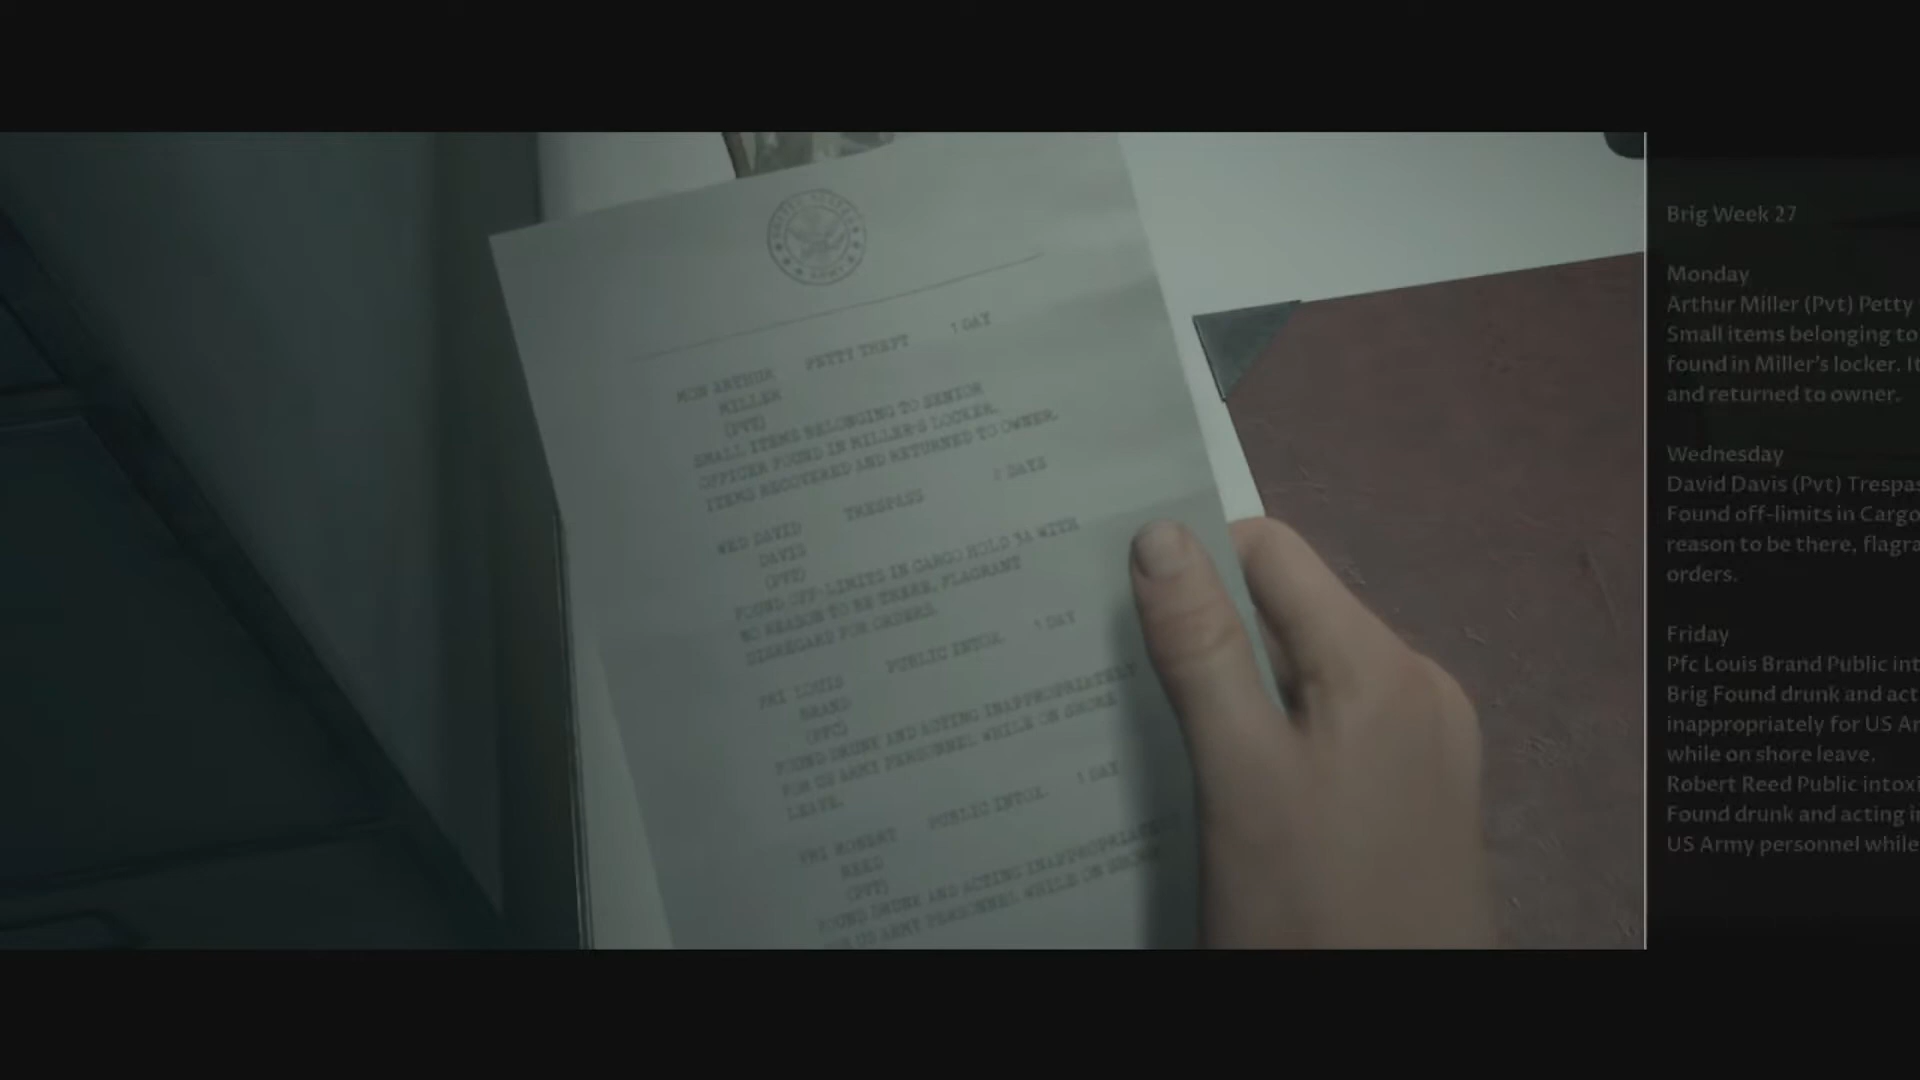 ARMY
MON ARTHUR PETTY THEFT 1 DAY
MILLER
(PVT)
SMALL ITEMS BELONGING TO SENIOR
OFFICER FOUND IN MILLER'S LOCKER.
ITEMS RECOVERED AND RETURNED TO OWNER.
WED DAVID TRESPASS DAYS
DAVID
(PVT)
FOUND OFF-LIMITS IN CARGO HOLD 3A WITH
NO REASON TO BE THERE, FLAGRANT
DISREGARD FOR ORDERS.
FRI LOUIS PUBLIC INTOX. 1 DAY
BRAND
(PFC)
FOUND DRUNK AND ACTING INAPPROPRIATELY
FOR US ARMY PERSONNEL WHILE ON SHORE
LEAVE.
FRI ROBERT PUBLIC INTOX. 1 DAY
REED
(PVT)
FOUND DRUNK AND ACTING INAPPROPRIATELY
FOR US ARMY PERSONNEL WHILE ON SHORE
Brig Week 27
Monday
Arthur Miller (Pvt) Petty
Small items belonging to
found in Miller's locker. It
and returned to owner.
Wednesday
David Davis (Pvt) Trespas
Found off-limits in Cargo
reason to be there, flagra
orders.
Friday
Pfc Louis Brand Public int
Brig Found drunk and act
inappropriately for US Ar
while on shore leave.
Robert Reed Public intoxi
Found drunk and acting i
US Army personnel while